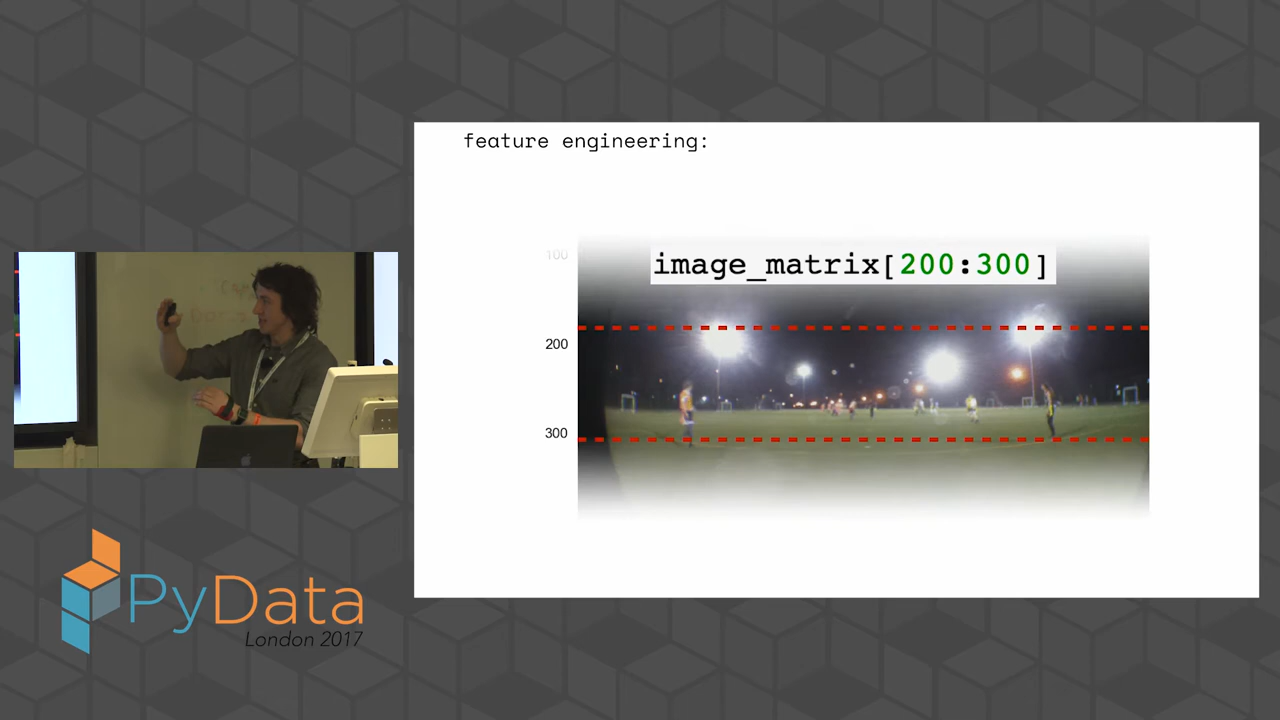 feature engineering:
100
image_matrix[200:300]
200
300
PyData
London 2017